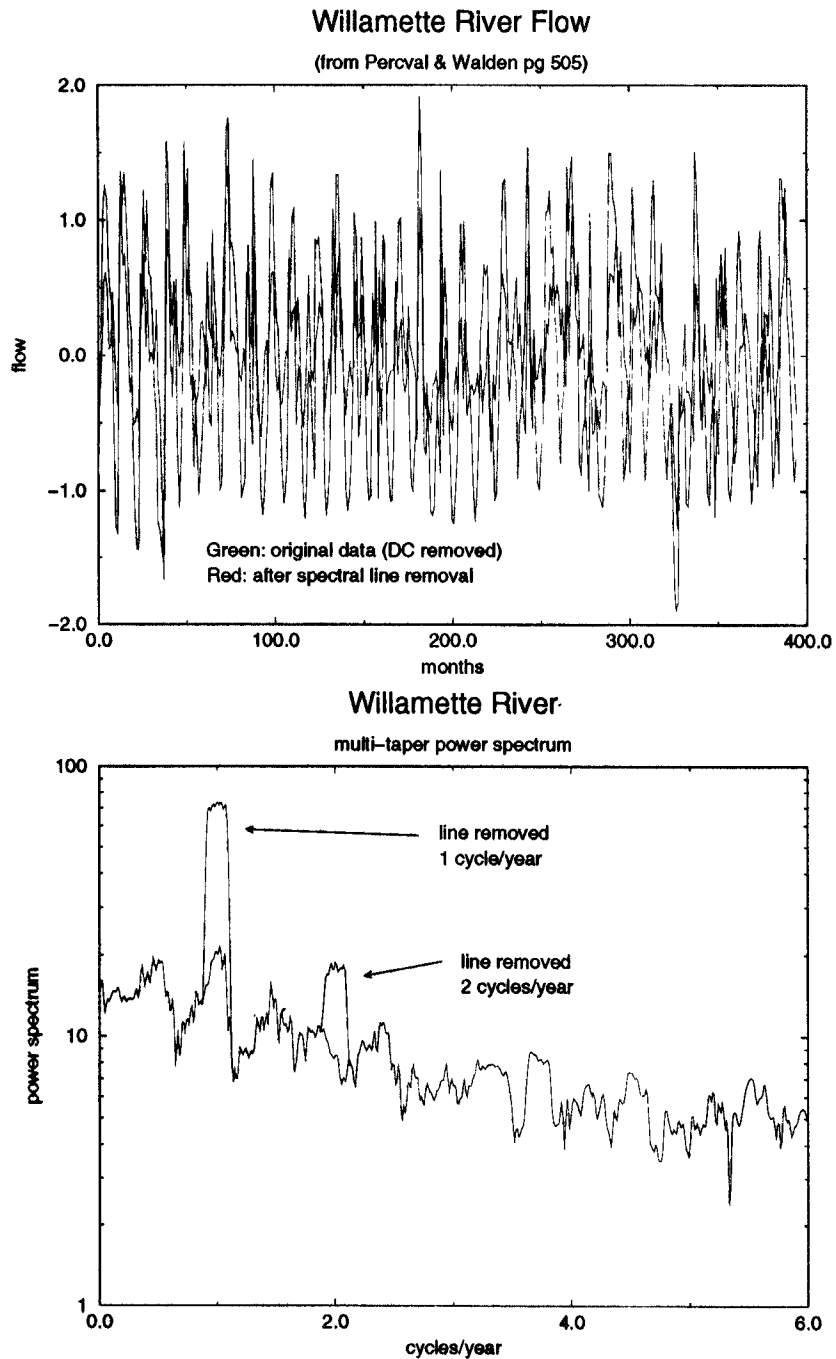 Willamette River Flow
(from Percval & Walden pg 505)
2.0
1.0
0.0
−1.0
−2.0
flow
Green: original data (DC removed)
Red: after spectral line removal
0.0
100.0
200.0
300.0
400.0
months
Willamette River
multi−taper power spectrum
100
10
1
power spectrum
line removed
1 cycle/year
line removed
2 cycles/year
0.0
2.0
4.0
6.0
cycles/year